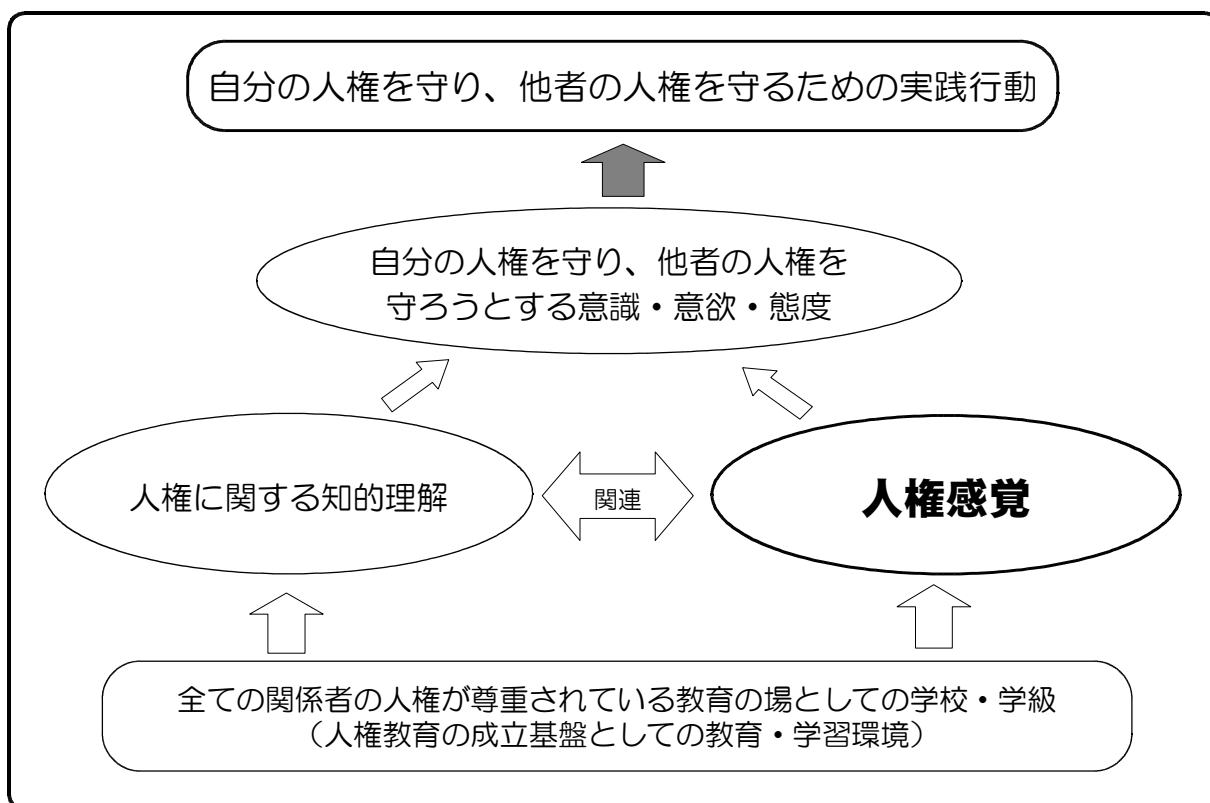 自分の人権を守り、他者の人権を守るための実践行動
自分の人権を守り、他者の人権を
守ろうとする意識・意欲・態度
人権に関する知的理解
関連
人権感覚
全ての関係者の人権が尊重されている教育の場としての学校・学級
（人権教育の成立基盤としての教育・学習環境）